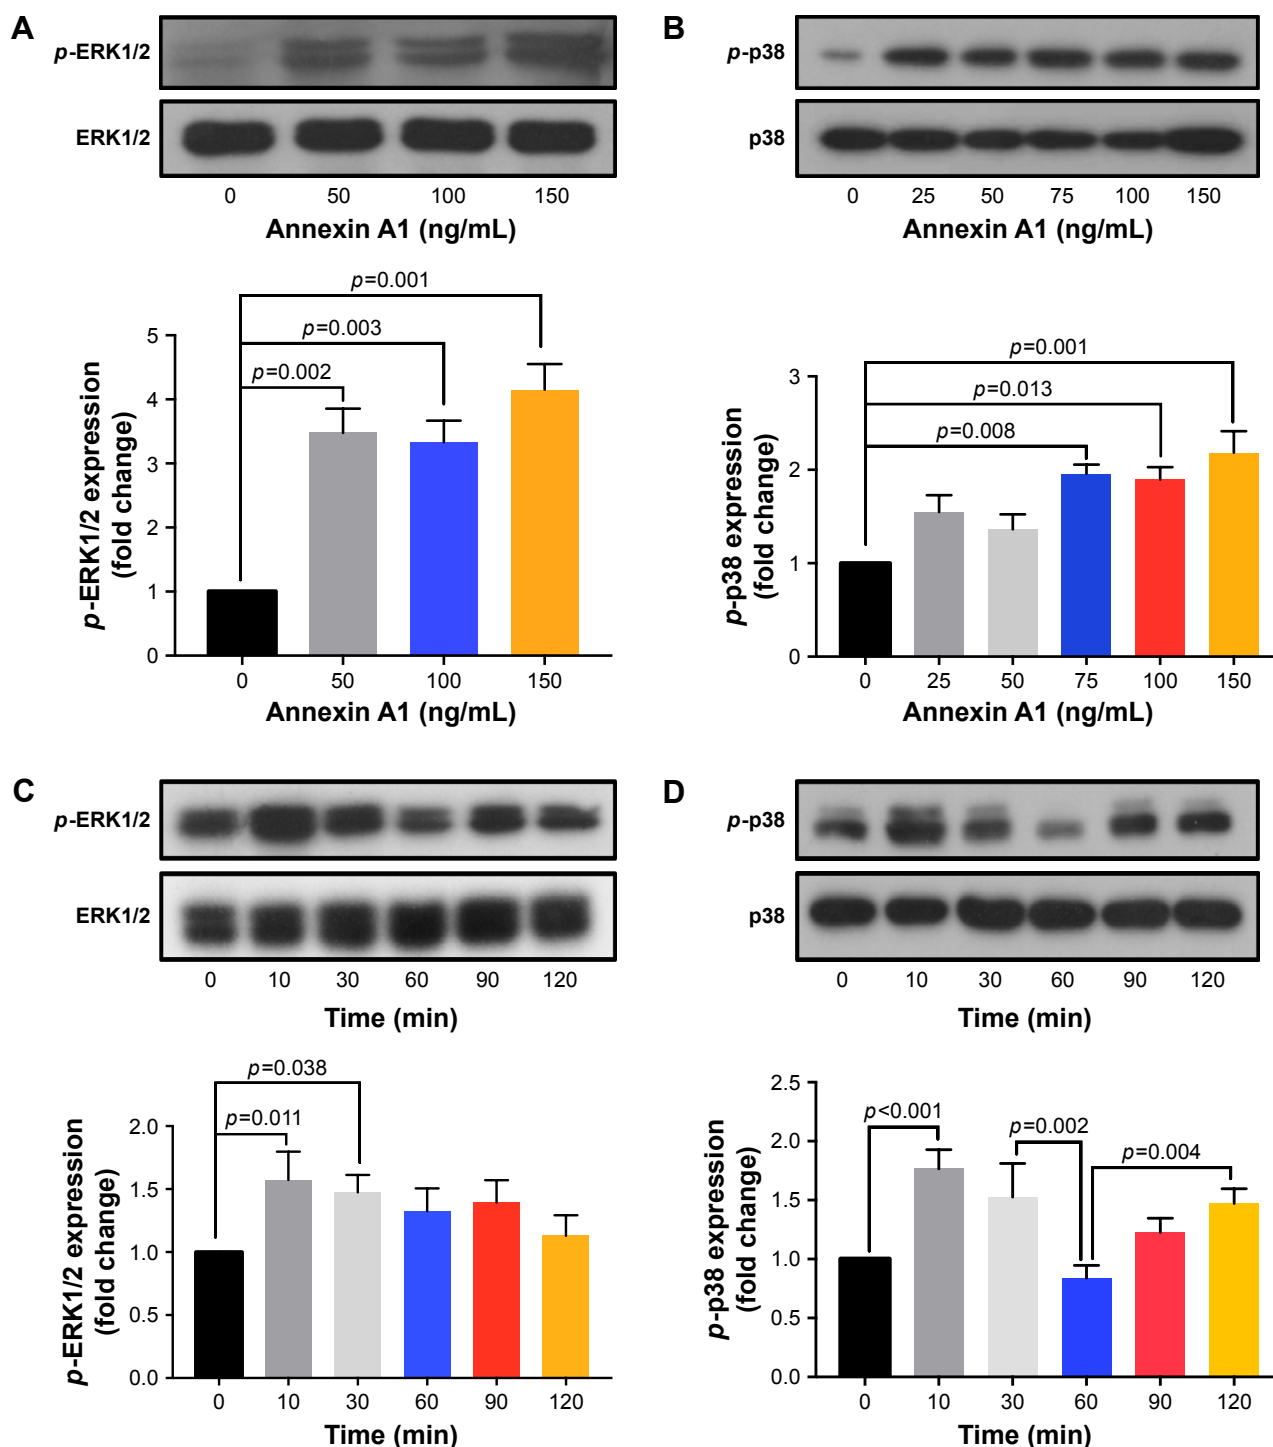 A
p-ERK1/2
ERK1/2
0 50 100 150
Annexin A1 (ng/mL)
p=0.001
p=0.003
p=0.002
p-ERK1/2 expression
(fold change)
5
4
3
2
1
0
0 50 100 150
Annexin A1 (ng/mL)
B
p-p38
p38
0 25 50 75 100 150
Annexin A1 (ng/mL)
p=0.001
p=0.013
p=0.008
p-p38 expression
(fold change)
3
2
1
0
0 25 50 75 100 150
Annexin A1 (ng/mL)
C
p-ERK1/2
ERK1/2
0 10 30 60 90 120
Time (min)
p=0.038
p=0.011
p-ERK1/2 expression
(fold change)
2.0
1.5
1.0
0.5
0.0
0 10 30 60 90 120
Time (min)
D
p-p38
p38
0 10 30 60 90 120
Time (min)
p<0.001
p=0.002
p=0.004
p-p38 expression
(fold change)
2.5
2.0
1.5
1.0
0.5
0.0
0 10 30 60 90 120
Time (min)